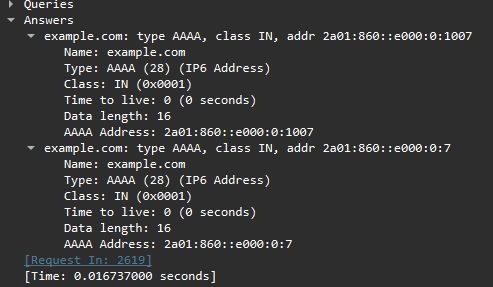 Queries
Answers
example.com: type AAAA, class IN, addr 2a01:860::e000:0:1007
Name: example.com
Type: AAAA (28) (IP6 Address)
Class: IN (0x0001)
Time to live: 0 (0 seconds)
Data length: 16
AAAA Address: 2a01:860::e000:0:1007
example.com: type AAAA, class IN, addr 2a01:860::e000:0:7
Name: example.com
Type: AAAA (28) (IP6 Address)
Class: IN (0x0001)
Time to live: 0 (0 seconds)
Data length: 16
AAAA Address: 2a01:860::e000:0:7
[Request In: 2619]
[Time: 0.016737000 seconds]